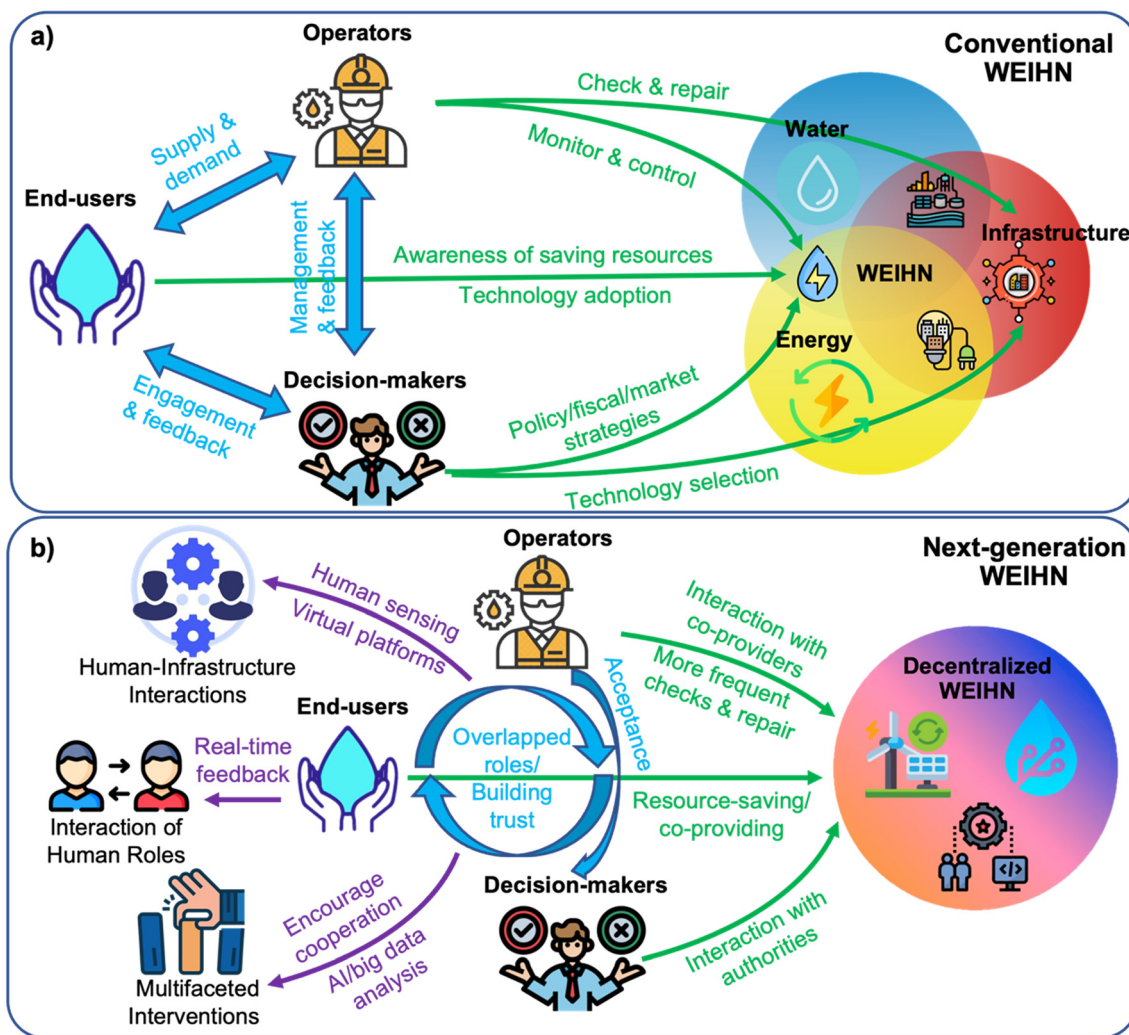 a)
Operators
Conventional
WEIHN
Check & repair
Monitor & control
Water
Supply &
demand
End-users
Management
& feedback
Awareness of saving resources
Technology adoption
Infrastructure
WEIHN
Energy
Decision-makers
Engagement
& feedback
Policy/fiscal/market
strategies
Technology selection
b)
Operators
Next-generation
WEIHN
Human sensing
Virtual platforms
Human-Infrastructure
Interactions
Interaction with
co-providers
More frequent
checks & repair
Acceptance
Decentralized
WEIHN
End-users
Real-time
feedback
Overlapped
roles/
Building
trust
Resource-saving/
co-providing
Interaction of
Human Roles
Encourage
cooperation
AI/big data
analysis
Decision-makers
</>
Interaction with
authorities
Multifaceted
Interventions